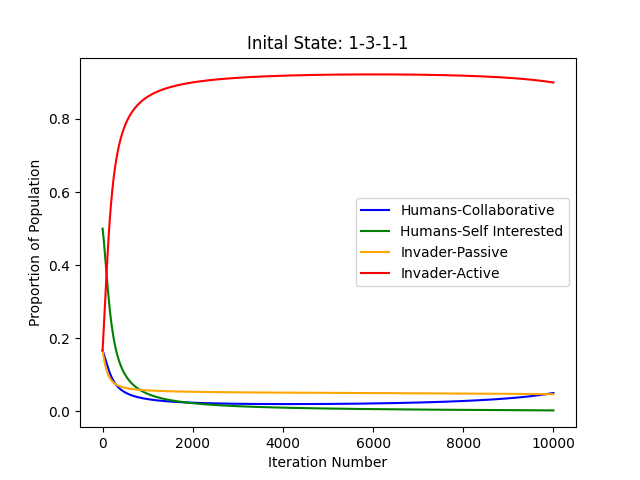 Inital State: 1-3-1-1
Proportion of Population
0.8
0.6
0.4
0.2
0.0
Humans-Collaborative
Humans-Self Interested
Invader-Passive
Invader-Active
0 2000 4000 6000 8000 10000
Iteration Number